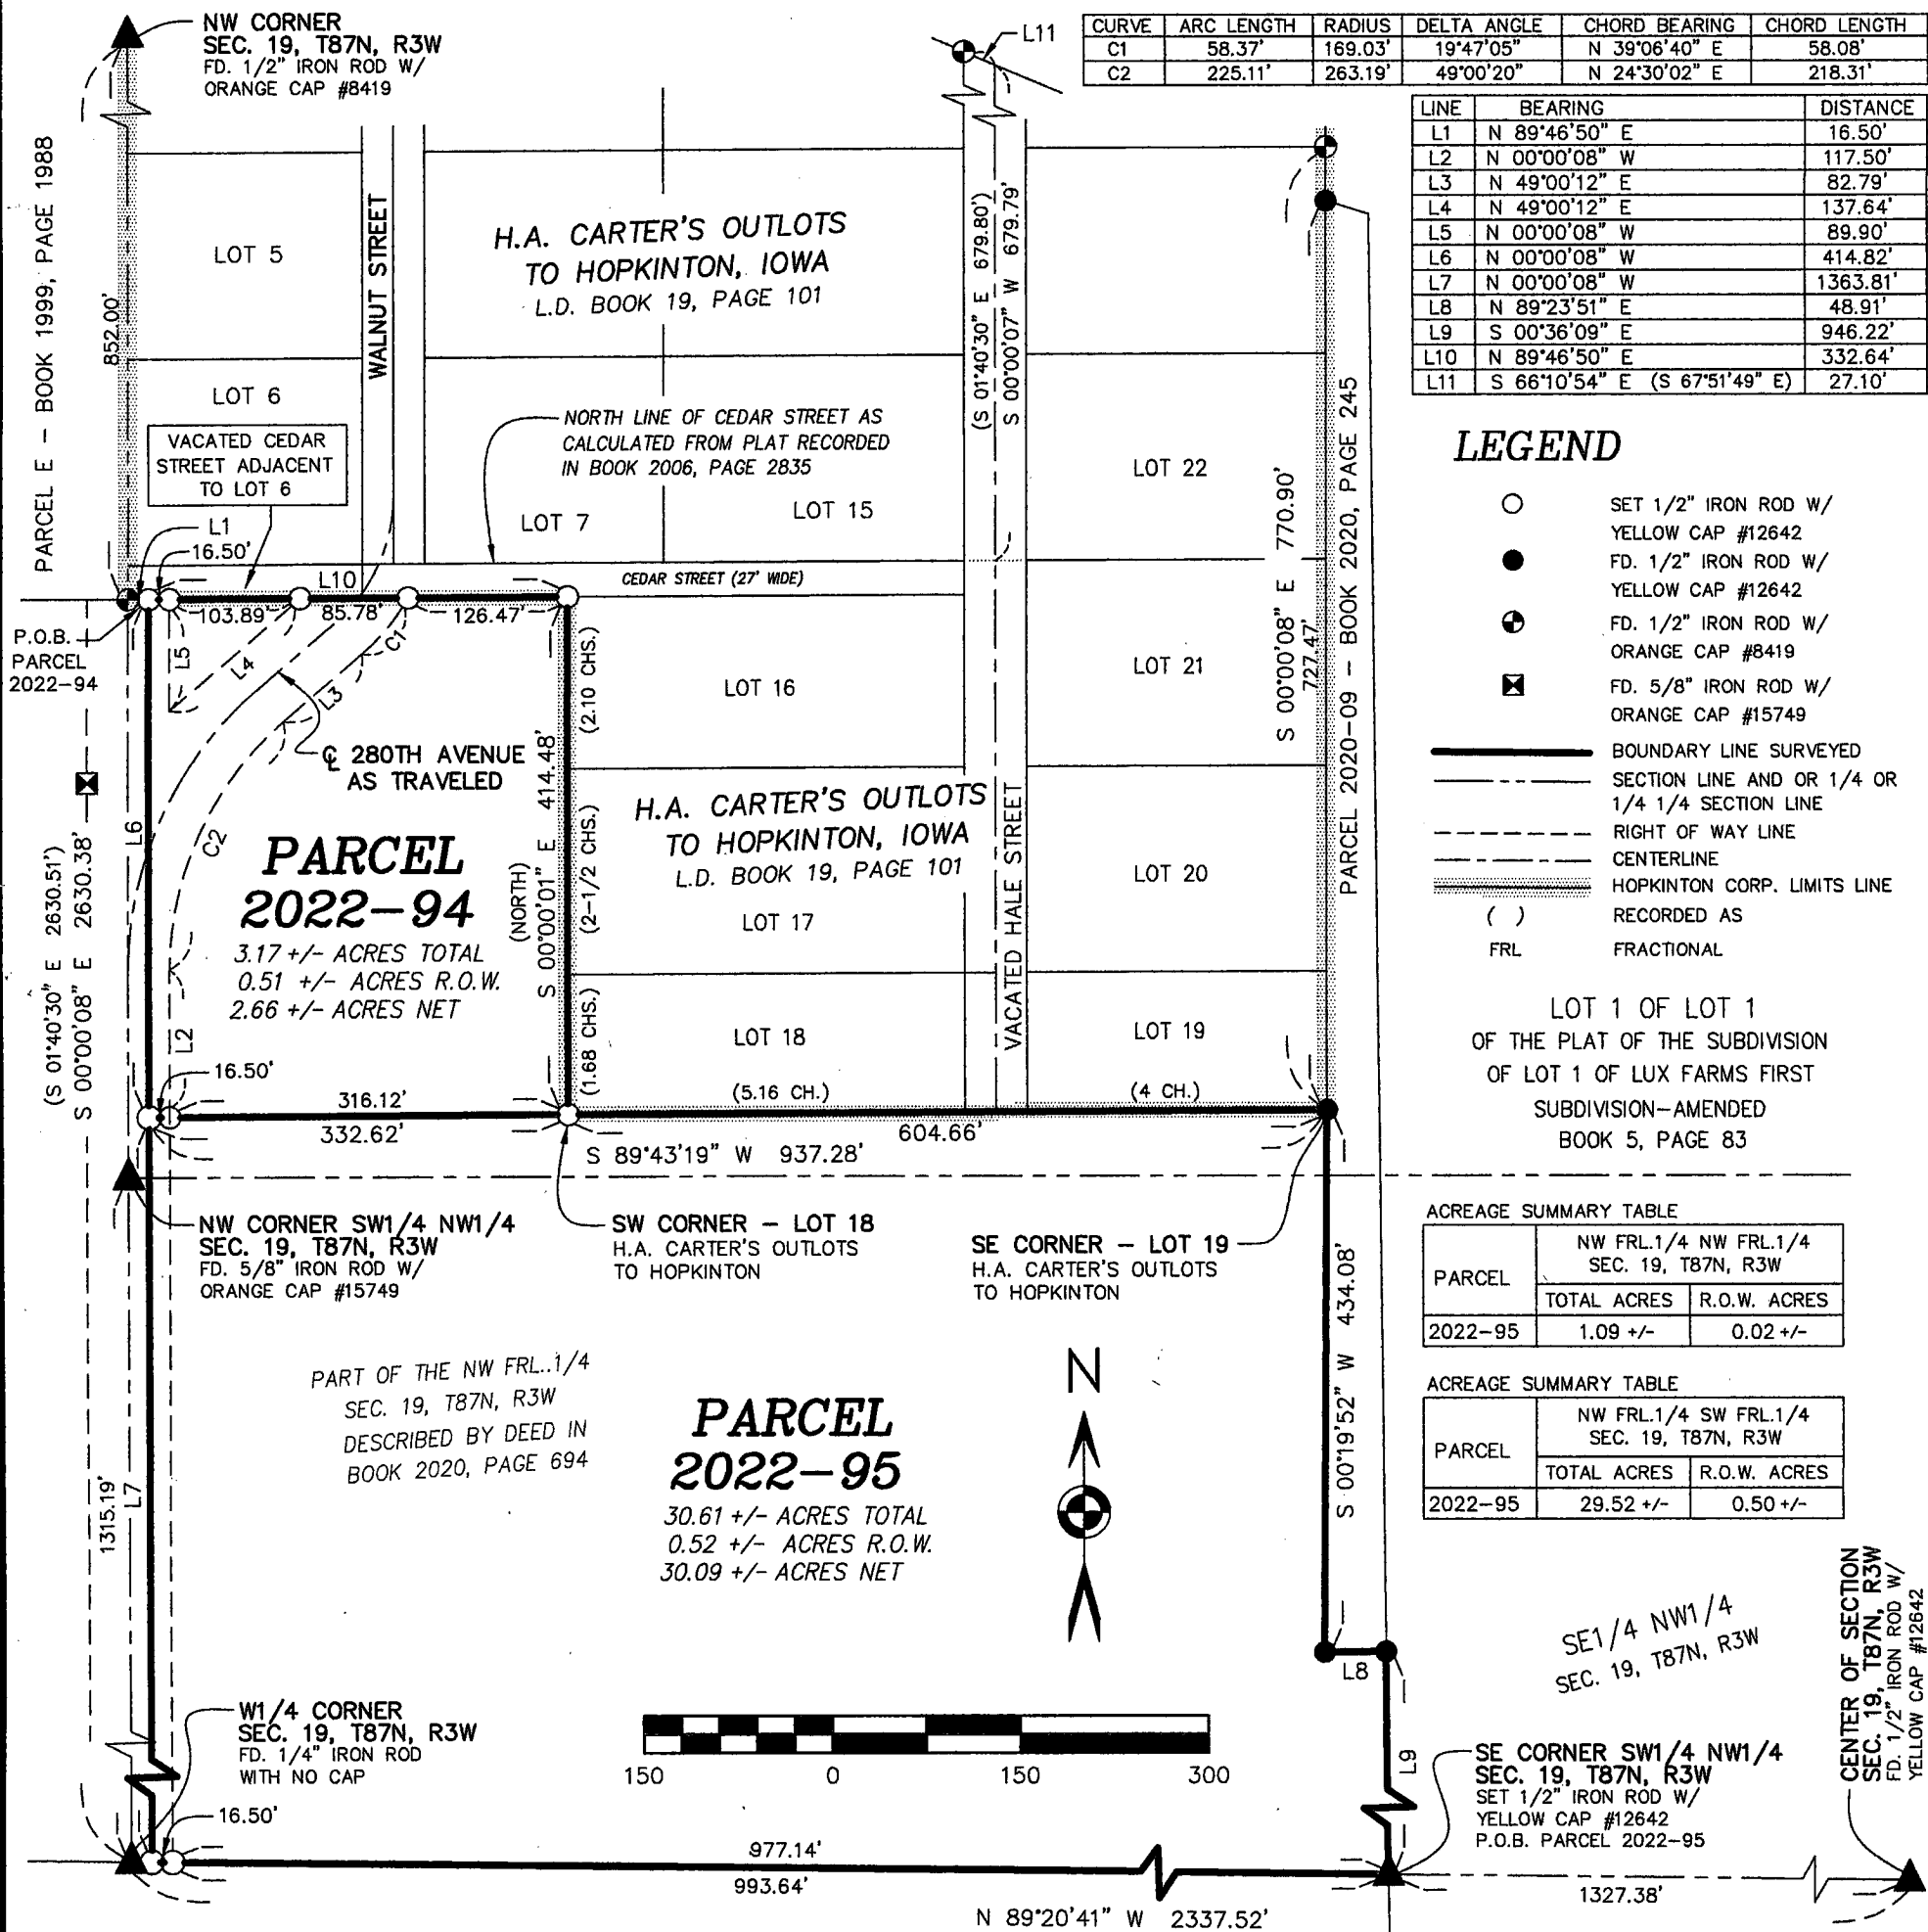 NW CORNER
SEC. 19, T87N, R3W
FD. 1/2" IRON ROD W/
ORANGE CAP #8419
L11
CURVE ARC LENGTH RADIUS DELTA ANGLE CHORD BEARING CHORD LENGTH
C1 58.37' 169.03' 19°47'05" N 39°06'40" E 58.08'
C2 225.11' 263.19' 49°00'20" N 24°30'02" E 218.31'
LINE BEARING DISTANCE
L1 N 89°46'50" E 16.50'
L2 N 00°00'08" W 117.50'
L3 N 49°00'12" E 82.79'
L4 N 49°00'12" E 137.64'
L5 N 00°00'08" W 89.90'
L6 N 00°00'08" W 414.82'
L7 N 00°00'08" W 1363.81'
L8 N 89°23'51" E 48.91'
L9 S 00°36'09" E 946.22'
L10 N 89°46'50" E 332.64'
L11 S 66°10'54" E (S 67°51'49" E) 27.10'
PARCEL E - BOOK 1999, PAGE 1988
852.00'
LOT 5
WALNUT STREET
H.A. CARTER'S OUTLOTS
TO HOPKINTON, IOWA
L.D. BOOK 19, PAGE 101
(S 01°40'30" E 679.80')
S 00°00'07" W 679.79'
LOT 6
VACATED CEDAR
STREET ADJACENT
TO LOT 6
NORTH LINE OF CEDAR STREET AS
CALCULATED FROM PLAT RECORDED
IN BOOK 2006, PAGE 2835
LOT 7
LOT 15
LOT 22
S 00°00'08" E 770.90'
727.47'
PARCEL 2020-09 - BOOK 2020, PAGE 245
LEGEND
SET 1/2" IRON ROD W/
YELLOW CAP #12642
FD. 1/2" IRON ROD W/
YELLOW CAP #12642
FD. 1/2" IRON ROD W/
ORANGE CAP #8419
FD. 5/8" IRON ROD W/
ORANGE CAP #15749
BOUNDARY LINE SURVEYED
SECTION LINE AND OR 1/4 OR
1/4 1/4 SECTION LINE
RIGHT OF WAY LINE
CENTERLINE
HOPKINTON CORP. LIMITS LINE
( ) RECORDED AS
FRL FRACTIONAL
L1
16.50'
L10
CEDAR STREET (27' WIDE)
103.89'
85.78'
126.47'
P.O.B.
PARCEL
2022-94
L5
L4
C1
L3
(2.10 CHS.)
LOT 16
LOT 21
℄ 280TH AVENUE
AS TRAVELED
L6
C2
PARCEL
2022-94
3.17 +/- ACRES TOTAL
0.51 +/- ACRES R.O.W.
2.66 +/- ACRES NET
(NORTH)
S 00°00'01" E 414.48'
(2-1/2 CHS.)
H.A. CARTER'S OUTLOTS
TO HOPKINTON, IOWA
L.D. BOOK 19, PAGE 101
LOT 17
LOT 20
VACATED HALE STREET
(S 01°40'30" E 2630.51')
S 00°00'08" E 2630.38'
L2
(1.68 CHS.)
LOT 18
LOT 19
16.50'
316.12'
332.62'
(5.16 CH.)
(4 CH.)
604.66'
S 89°43'19" W 937.28'
LOT 1 OF LOT 1
OF THE PLAT OF THE SUBDIVISION
OF LOT 1 OF LUX FARMS FIRST
SUBDIVISION-AMENDED
BOOK 5, PAGE 83
NW CORNER SW1/4 NW1/4
SEC. 19, T87N, R3W
FD. 5/8" IRON ROD W/
ORANGE CAP #15749
SW CORNER - LOT 18
H.A. CARTER'S OUTLOTS
TO HOPKINTON
SE CORNER - LOT 19
H.A. CARTER'S OUTLOTS
TO HOPKINTON
S 00°19'52" W 434.08'
ACREAGE SUMMARY TABLE
PARCEL
NW FRL.1/4 NW FRL.1/4
SEC. 19, T87N, R3W
TOTAL ACRES R.O.W. ACRES
2022-95 1.09 +/- 0.02 +/-
ACREAGE SUMMARY TABLE
PARCEL
NW FRL.1/4 SW FRL.1/4
SEC. 19, T87N, R3W
TOTAL ACRES R.O.W. ACRES
2022-95 29.52 +/- 0.50 +/-
PART OF THE NW FRL..1/4
SEC. 19, T87N, R3W
DESCRIBED BY DEED IN
BOOK 2020, PAGE 694
N
PARCEL
2022-95
30.61 +/- ACRES TOTAL
0.52 +/- ACRES R.O.W.
30.09 +/- ACRES NET
1315.19'
L7
SE1/4 NW1/4
SEC. 19, T87N, R3W
CENTER OF SECTION
SEC. 19, T87N, R3W
FD. 1/2" IRON ROD W/
YELLOW CAP #12642
L8
L9
W1/4 CORNER
SEC. 19, T87N, R3W
FD. 1/4" IRON ROD
WITH NO CAP
150 0 150 300
SE CORNER SW1/4 NW1/4
SEC. 19, T87N, R3W
SET 1/2" IRON ROD W/
YELLOW CAP #12642
P.O.B. PARCEL 2022-95
16.50'
977.14'
993.64'
1327.38'
N 89°20'41" W 2337.52'